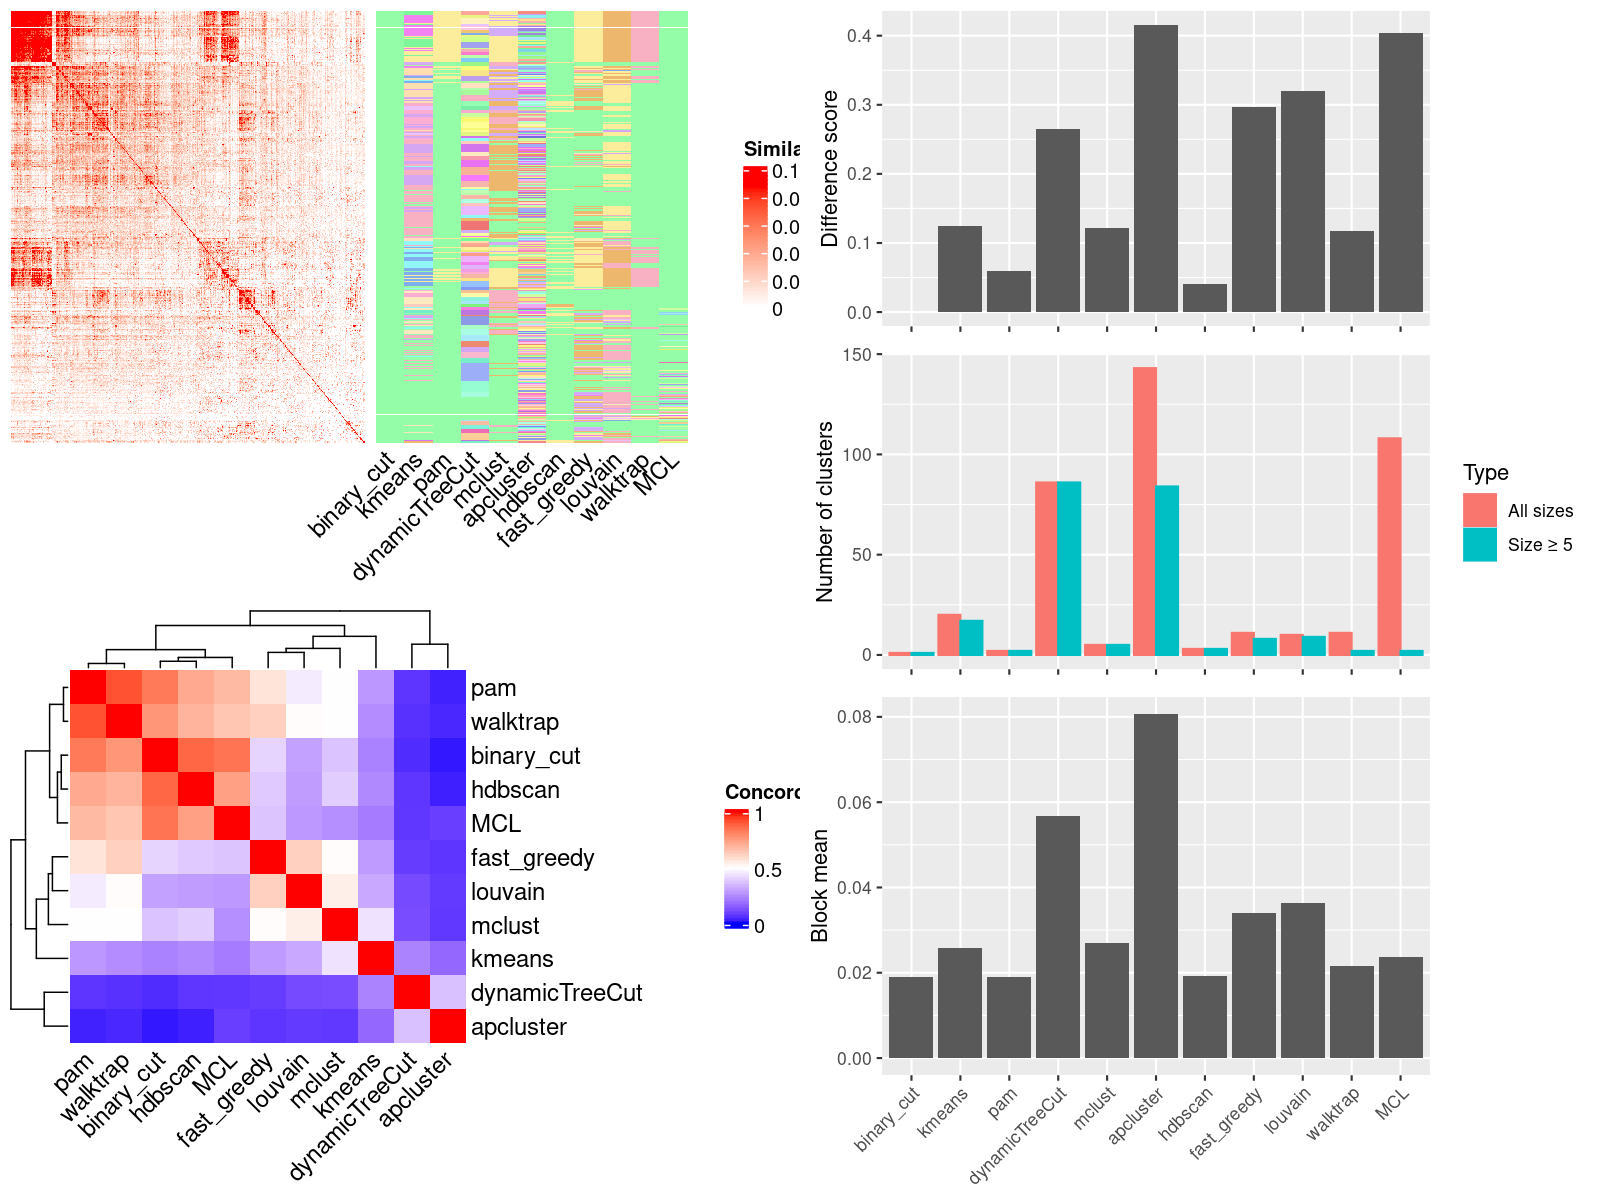 Simila
0.1
0.0
0.0
0.0
0.0
0
binary_cut
kmeans
pam
dynamicTreeCut
mclust
apcluster
hdbscan
fast_greedy
louvain
walktrap
MCL
pam
walktrap
binary_cut
hdbscan
MCL
fast_greedy
louvain
mclust
kmeans
dynamicTreeCut
apcluster
pam
walktrap
binary_cut
hdbscan
MCL
fast_greedy
louvain
mclust
kmeans
dynamicTreeCut
apcluster
Concord
1
0.5
0
Difference score
0.4
0.3
0.2
0.1
0.0
Number of clusters
150
100
50
0
Type
All sizes
Size ≥ 5
Block mean
0.08
0.06
0.04
0.02
0.00
binary_cut
kmeans
pam
dynamicTreeCut
mclust
apcluster
hdbscan
fast_greedy
louvain
walktrap
MCL